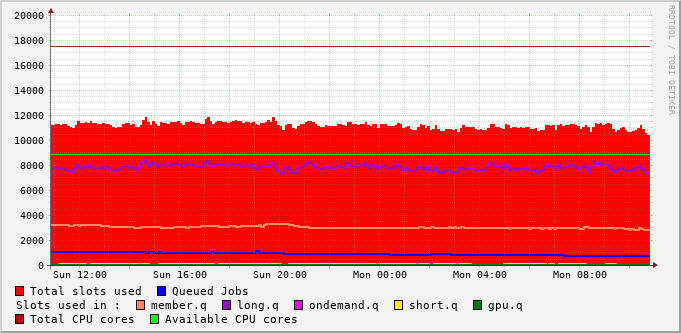 20000
18000
16000
14000
12000
10000
8000
6000
4000
2000
0
Sun 12:00 Sun 16:00 Sun 20:00 Mon 00:00 Mon 04:00 Mon 08:00
RRDTOOL / TOBI OETIKER
Total slots used Queued Jobs
Slots used in : member.q long.q ondemand.q short.q gpu.q
Total CPU cores Available CPU cores